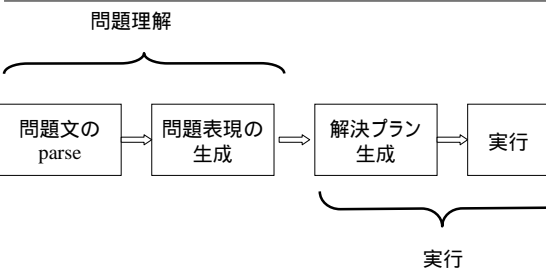 問題理解
問題文の
parse
問題表現の
生成
解決プラン
生成
実行
実行